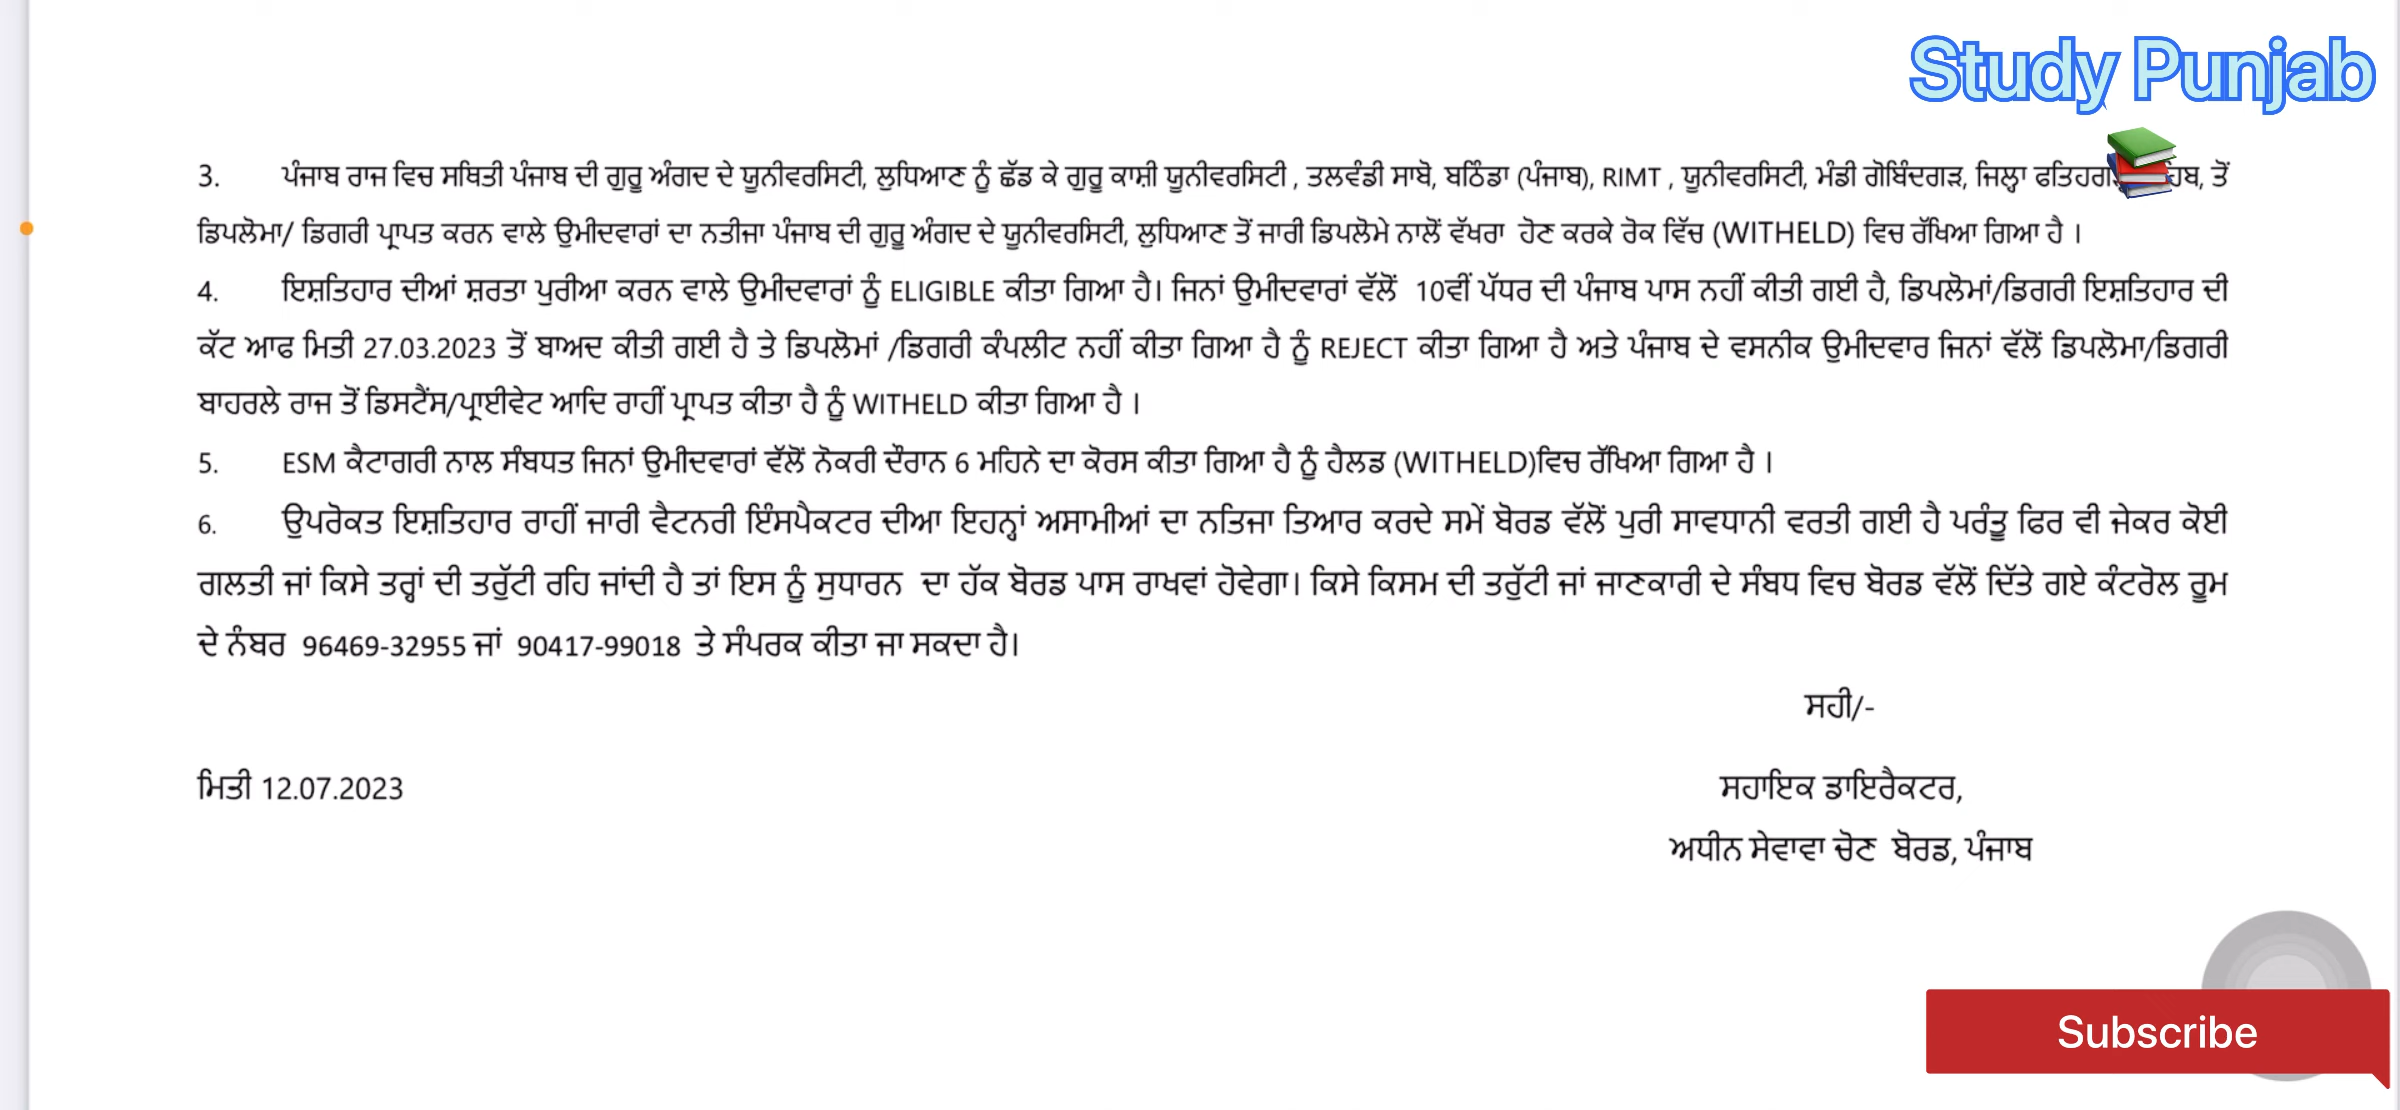 Study Punjab
3. ਪੰਜਾਬ ਰਾਜ ਵਿਚ ਸਥਿਤੀ ਪੰਜਾਬ ਦੀ ਗੁਰੂ ਅੰਗਦ ਦੇ ਯੂਨੀਵਰਸਿਟੀ, ਲੁਧਿਆਣ ਨੂੰ ਛੱਡ ਕੇ ਗੁਰੂ ਕਾਸ਼ੀ ਯੂਨੀਵਰਸਿਟੀ , ਤਲਵੰਡੀ ਸਾਬੋ, ਬਠਿੰਡਾ (ਪੰਜਾਬ), RIMT , ਯੂਨੀਵਰਸਿਟੀ, ਮੰਡੀ ਗੋਬਿੰਦਗੜ, ਜਿਲ੍ਹਾ ਤੋਂ
ਡਿਪਲੋਮਾ/ ਡਿਗਰੀ ਪ੍ਰਾਪਤ ਕਰਨ ਵਾਲੇ ਉਮੀਦਵਾਰਾਂ ਦਾ ਨਤੀਜਾ ਪੰਜਾਬ ਦੀ ਗੁਰੂ ਅੰਗਦ ਦੇ ਯੂਨੀਵਰਸਿਟੀ, ਲੁਧਿਆਣ ਤੋਂ ਜਾਰੀ ਡਿਪਲੋਮੇ ਨਾਲੋਂ ਵੱਖਰਾ ਹੋਣ ਕਰਕੇ ਰੋਕ ਵਿੱਚ (WITHELD) ਵਿਚ ਰੱਖਿਆ ਗਿਆ ਹੈ ।
4. ਇਸ਼ਤਿਹਾਰ ਦੀਆਂ ਸ਼ਰਤਾ ਪੁਰੀਆ ਕਰਨ ਵਾਲੇ ਉਮੀਦਵਾਰਾਂ ਨੂੰ ELIGIBLE ਕੀਤਾ ਗਿਆ ਹੈ। ਜਿਨਾਂ ਉਮੀਦਵਾਰਾਂ ਵੱਲੋਂ 10ਵੀਂ ਪੱਧਰ ਦੀ ਪੰਜਾਬ ਪਾਸ ਨਹੀਂ ਕੀਤੀ ਗਈ ਹੈ, ਡਿਪਲੋਮਾਂ/ਡਿਗਰੀ ਇਸ਼ਤਿਹਾਰ ਦੀ
ਕੱਟ ਆਫ ਮਿਤੀ 27.03.2023 ਤੋਂ ਬਾਅਦ ਕੀਤੀ ਗਈ ਹੈ ਤੇ ਡਿਪਲੋਮਾਂ /ਡਿਗਰੀ ਕੰਪਲੀਟ ਨਹੀਂ ਕੀਤਾ ਗਿਆ ਹੈ ਨੂੰ REJECT ਕੀਤਾ ਗਿਆ ਹੈ ਅਤੇ ਪੰਜਾਬ ਦੇ ਵਸਨੀਕ ਉਮੀਦਵਾਰ ਜਿਨਾਂ ਵੱਲੋਂ ਡਿਪਲੋਮਾ/ਡਿਗਰੀ
ਬਾਹਰਲੇ ਰਾਜ ਤੋਂ ਡਿਸਟੈਂਸ/ਪ੍ਰਾਈਵੇਟ ਆਦਿ ਰਾਹੀਂ ਪ੍ਰਾਪਤ ਕੀਤਾ ਹੈ ਨੂੰ WITHELD ਕੀਤਾ ਗਿਆ ਹੈ ।
5. ESM ਕੈਟਾਗਰੀ ਨਾਲ ਸੰਬਧਤ ਜਿਨਾਂ ਉਮੀਦਵਾਰਾਂ ਵੱਲੋਂ ਨੋਕਰੀ ਦੌਰਾਨ 6 ਮਹਿਨੇ ਦਾ ਕੋਰਸ ਕੀਤਾ ਗਿਆ ਹੈ ਨੂੰ ਹੈਲਡ (WITHELD)ਵਿਚ ਰੱਖਿਆ ਗਿਆ ਹੈ ।
6. ਉਪਰੋਕਤ ਇਸ਼ਤਿਹਾਰ ਰਾਹੀਂ ਜਾਰੀ ਵੈਟਨਰੀ ਇੰਸਪੈਕਟਰ ਦੀਆ ਇਹਨ੍ਹਾਂ ਅਸਾਮੀਆਂ ਦਾ ਨਤਿਜਾ ਤਿਆਰ ਕਰਦੇ ਸਮੇਂ ਬੋਰਡ ਵੱਲੋਂ ਪੁਰੀ ਸਾਵਧਾਨੀ ਵਰਤੀ ਗਈ ਹੈ ਪਰੰਤੂ ਫਿਰ ਵੀ ਜੇਕਰ ਕੋਈ
ਗਲਤੀ ਜਾਂ ਕਿਸੇ ਤਰ੍ਹਾਂ ਦੀ ਤਰੁੱਟੀ ਰਹਿ ਜਾਂਦੀ ਹੈ ਤਾਂ ਇਸ ਨੂੰ ਸੁਧਾਰਨ ਦਾ ਹੱਕ ਬੋਰਡ ਪਾਸ ਰਾਖਵਾਂ ਹੋਵੇਗਾ। ਕਿਸੇ ਕਿਸਮ ਦੀ ਤਰੁੱਟੀ ਜਾਂ ਜਾਣਕਾਰੀ ਦੇ ਸੰਬਧ ਵਿਚ ਬੋਰਡ ਵੱਲੋਂ ਦਿੱਤੇ ਗਏ ਕੰਟਰੋਲ ਰੂਮ
ਦੇ ਨੰਬਰ 96469-32955 ਜਾਂ 90417-99018 ਤੇ ਸੰਪਰਕ ਕੀਤਾ ਜਾ ਸਕਦਾ ਹੈ।
ਸਹੀ/-
ਮਿਤੀ 12.07.2023
ਸਹਾਇਕ ਡਾਇਰੈਕਟਰ,
ਅਧੀਨ ਸੇਵਾਵਾ ਚੋਣ ਬੋਰਡ, ਪੰਜਾਬ
Subscribe